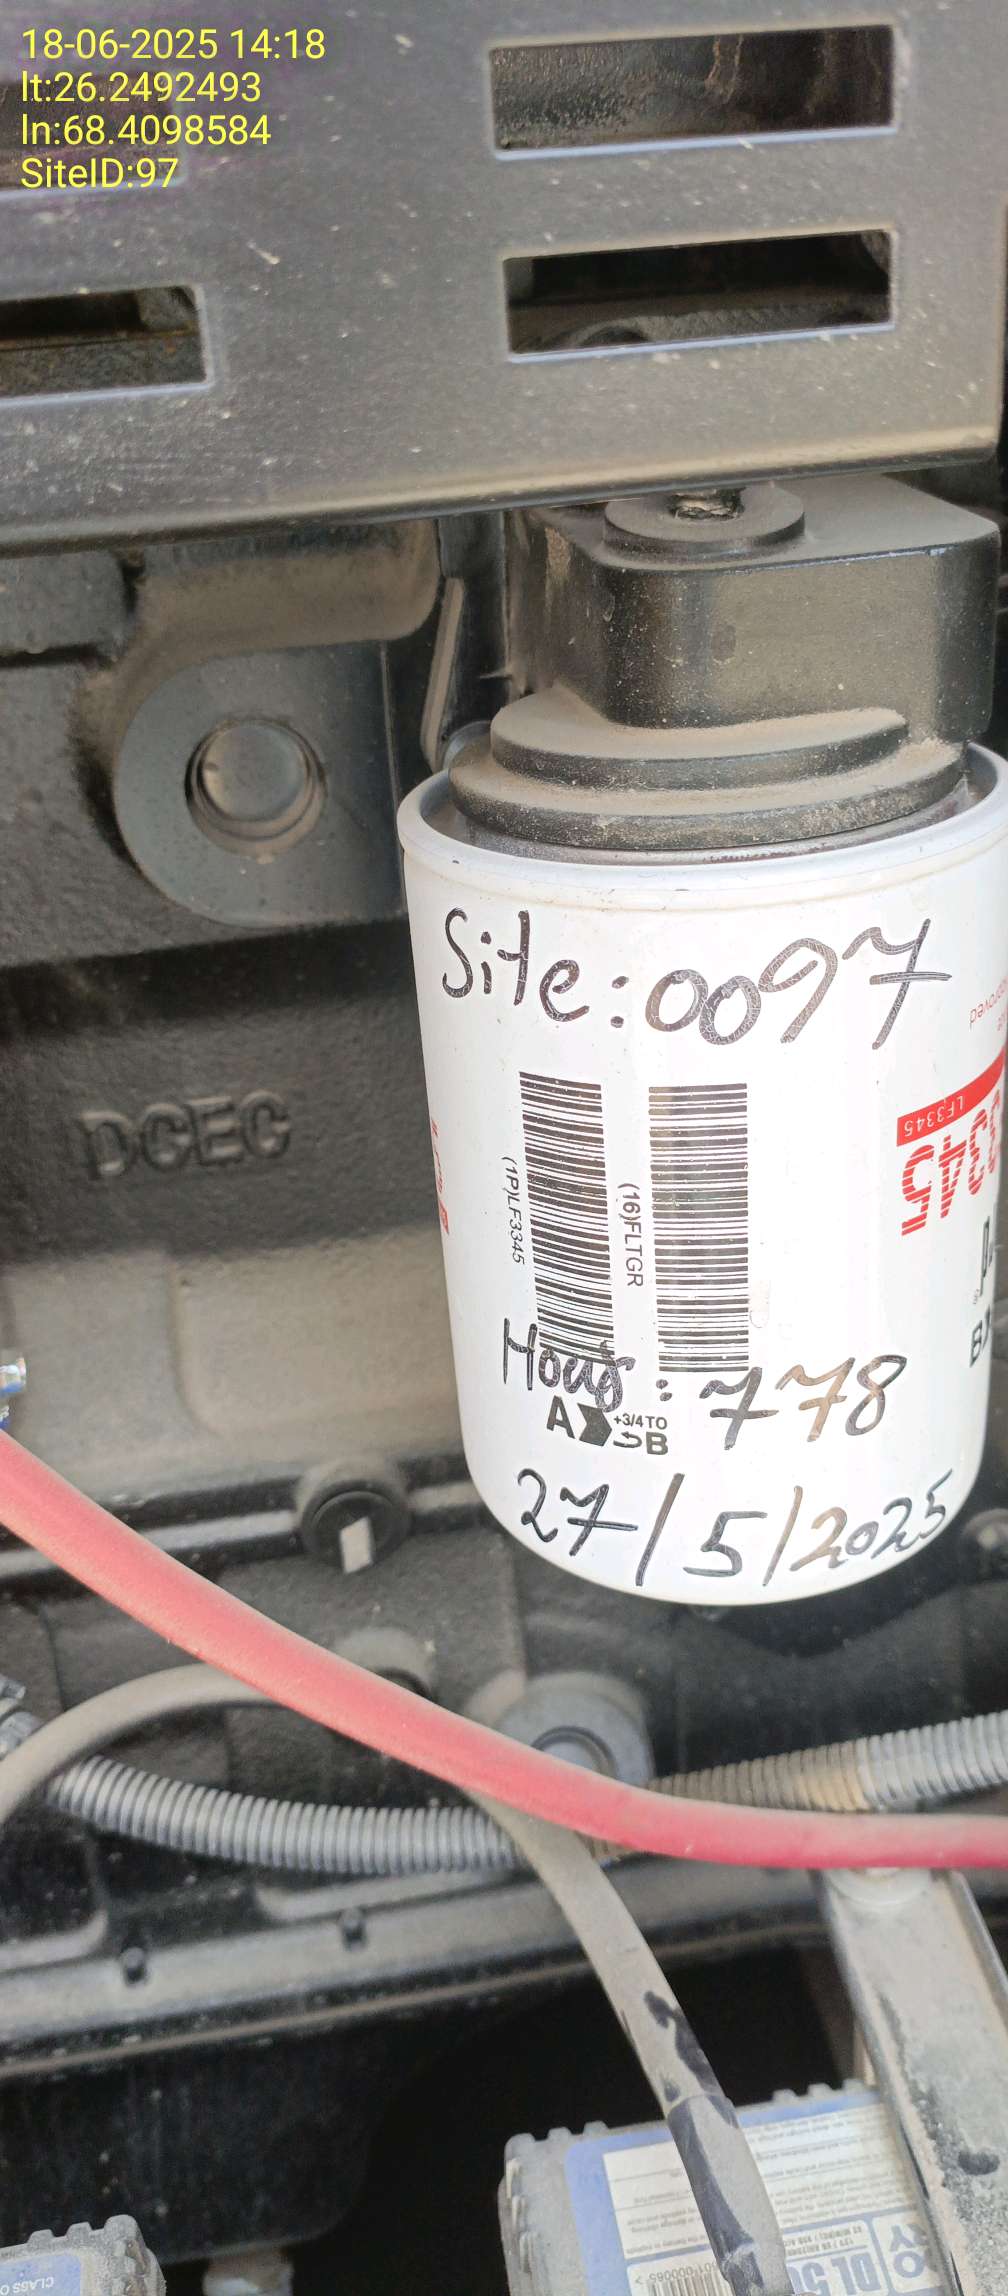 18-06-2025 14:18
lt:26.2492493
ln:68.4098584
SiteID:97
Site:0097
LF3345
3345
(1P)LF3345
(16)FLTGR
Hours: 778
A +3/4 TO B
27/5/2025
DCEC